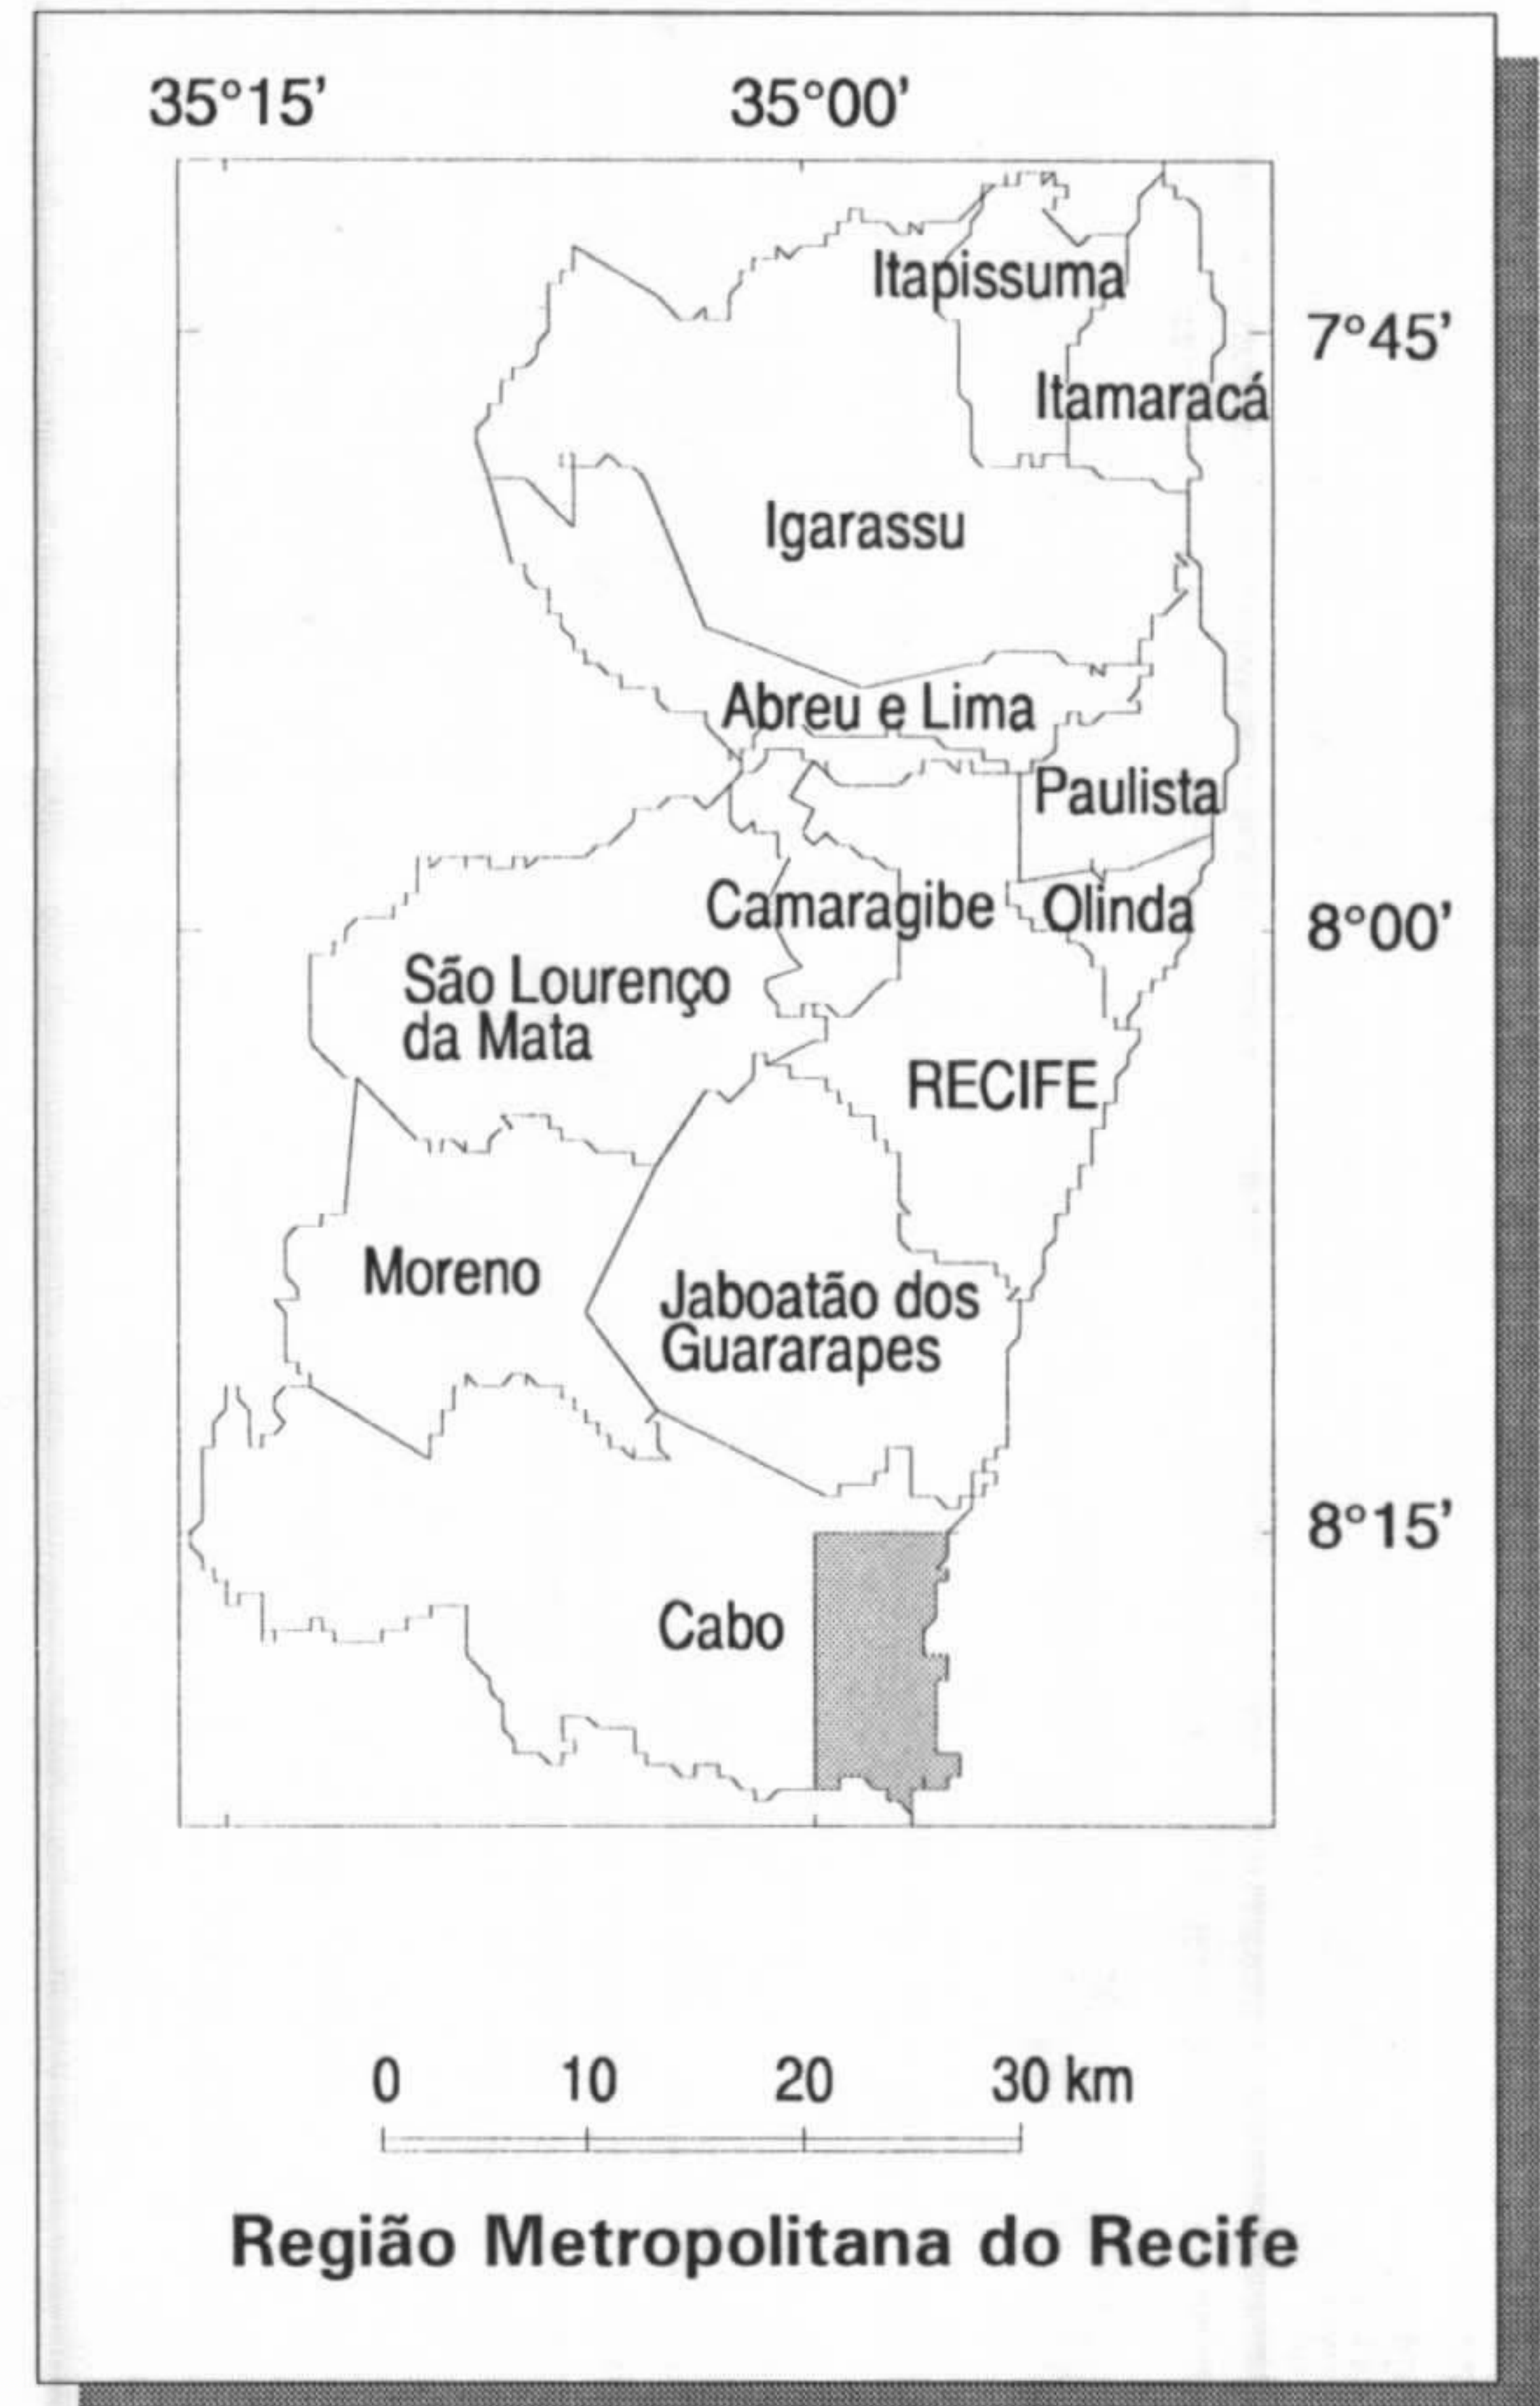 35°15' 35°00'
Itapissuma
7°45'
Itamaracá
Igarassu
Abreu e Lima
Paulista
Camaragibe Olinda
8°00'
São Lourenço
da Mata
RECIFE
Moreno
Jaboatão dos
Guararapes
8°15'
Cabo
0 10 20 30 km
Região Metropolitana do Recife